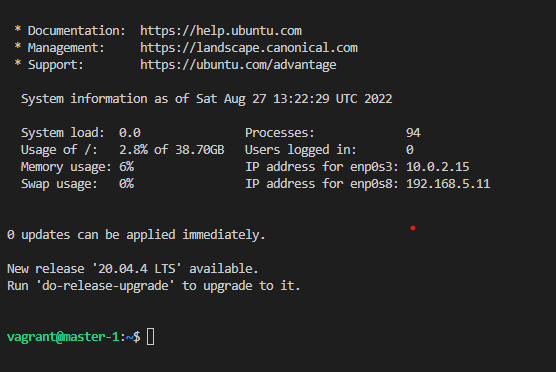 * Documentation:  https://help.ubuntu.com
* Management:     https://landscape.canonical.com
* Support:        https://ubuntu.com/advantage
System information as of Sat Aug 27 13:22:29 UTC 2022
System load:  0.0               Processes:             94
Usage of /:   2.8% of 38.70GB   Users logged in:       0
Memory usage: 6%                IP address for enp0s3: 10.0.2.15
Swap usage:   0%                IP address for enp0s8: 192.168.5.11
0 updates can be applied immediately.
New release '20.04.4 LTS' available.
Run 'do-release-upgrade' to upgrade to it.
vagrant@master-1:~$